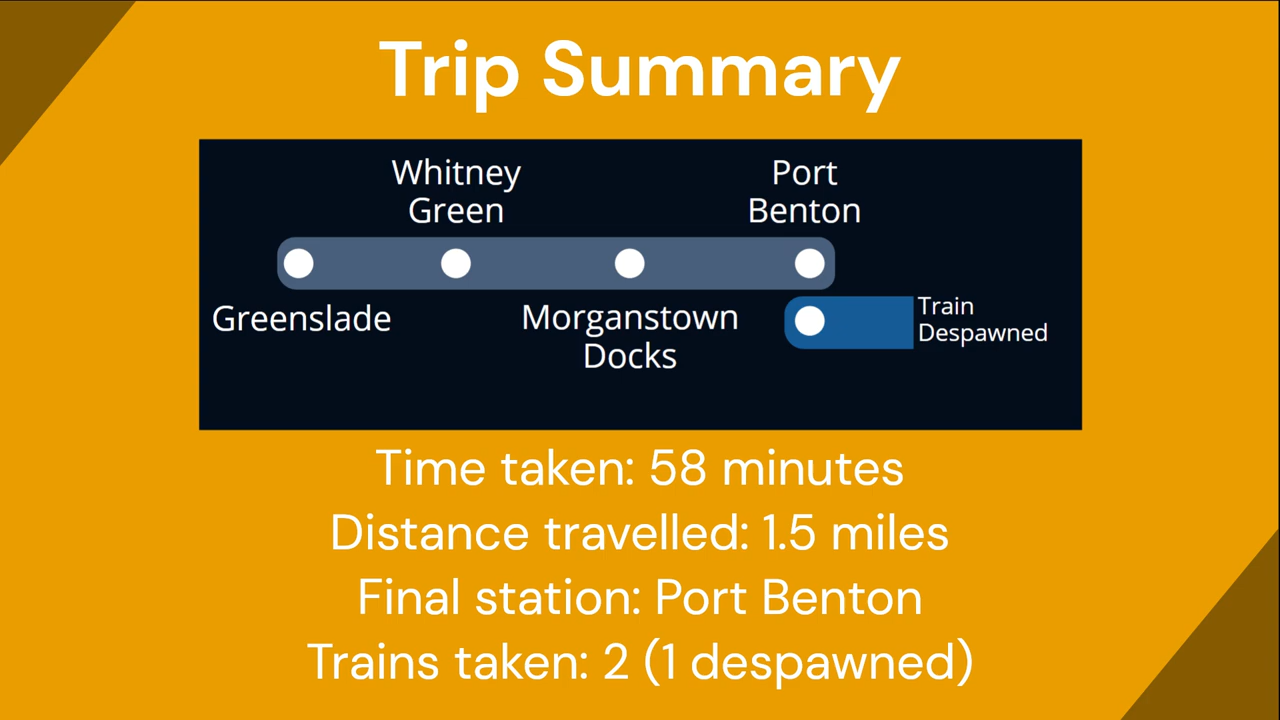 Trip Summary
Whitney
Green
Port
Benton
Greenslade
Morganstown
Docks
Train
Despawned
Time taken: 58 minutes
Distance travelled: 1.5 miles
Final station: Port Benton
Trains taken: 2 (1 despawned)